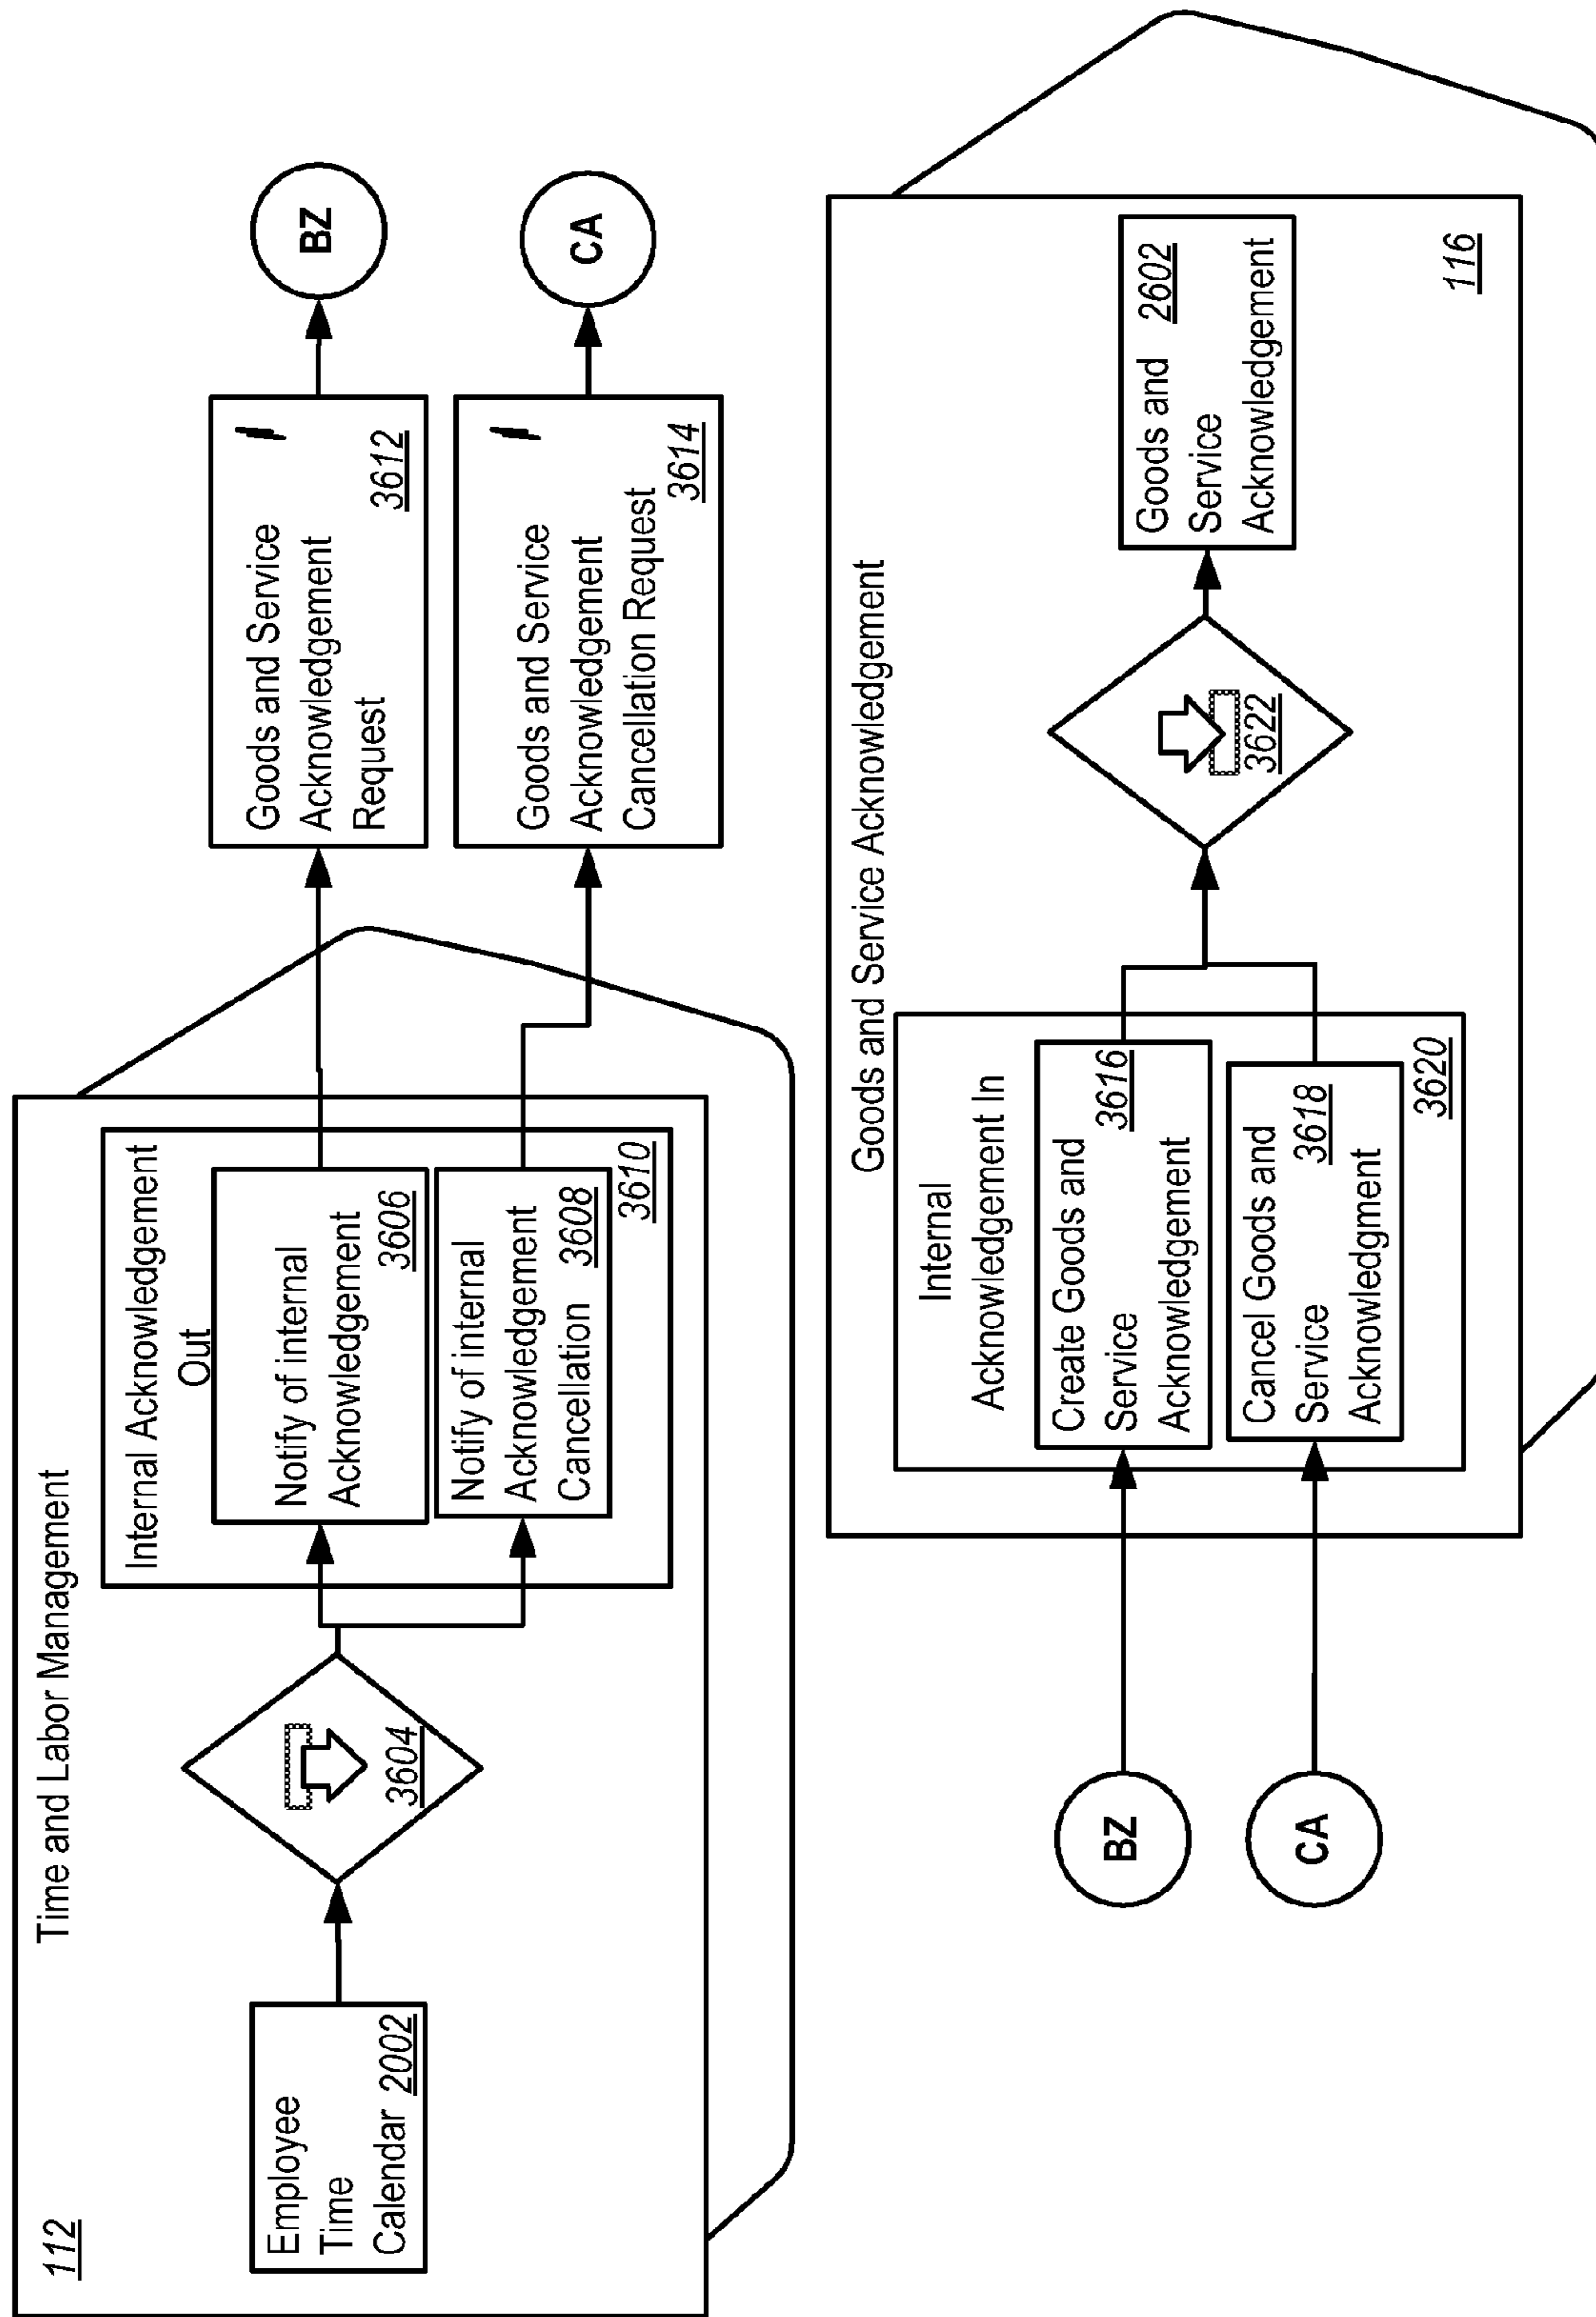 112
Time and Labor Management
Employee
Time
Calendar 2002
3604
Internal Acknowledgement
Out
Notify of internal
Acknowledgement
3606
Notify of internal
Acknowledgement
Cancellation 3608
3610
Goods and Service
Acknowledgement
Request
3612
Goods and Service
Acknowledgement
Cancellation Request
3614
BZ
CA
BZ
CA
Goods and Service Acknowledgement
Internal
Acknowledgement In
Create Goods and
Service 3616
Acknowledgement
Cancel Goods and
Service 3618
Acknowledgment
3620
3622
Goods and 2602
Service
Acknowledgement
116